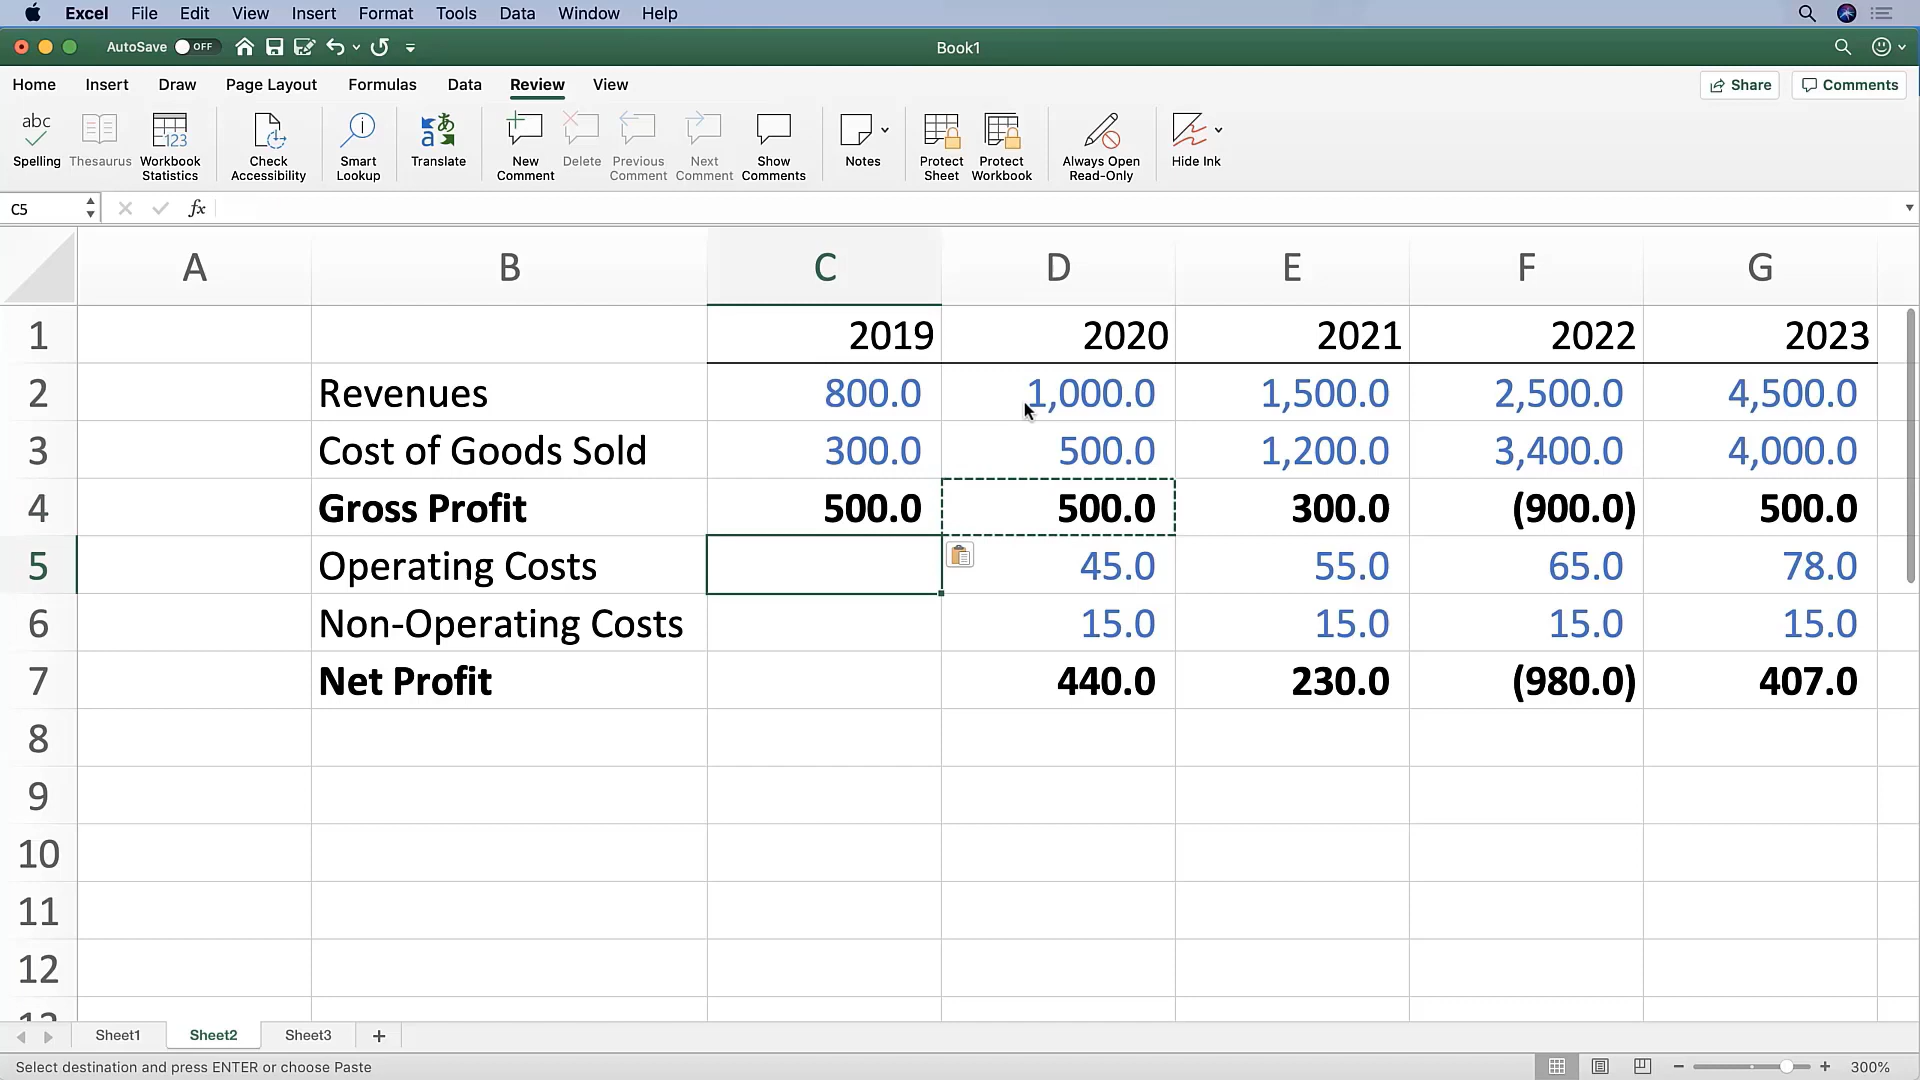 Excel File Edit View Insert Format Tools Data Window Help
AutoSave OFF Book1
Home Insert Draw Page Layout Formulas Data Review View Share Comments
abc
123
Spelling Thesaurus Workbook Statistics Check Accessibility Smart Lookup Translate New Comment Delete Previous Comment Next Comment Show Comments Notes Protect Sheet Protect Workbook Always Open Read-Only Hide Ink
C5 fx
A B C D E F G
1 2019 2020 2021 2022 2023
2 Revenues 800.0 1,000.0 1,500.0 2,500.0 4,500.0
3 Cost of Goods Sold 300.0 500.0 1,200.0 3,400.0 4,000.0
4 Gross Profit 500.0 500.0 300.0 (900.0) 500.0
5 Operating Costs 45.0 55.0 65.0 78.0
6 Non-Operating Costs 15.0 15.0 15.0 15.0
7 Net Profit 440.0 230.0 (980.0) 407.0
8
9
10
11
12
13
Sheet1 Sheet2 Sheet3 +
Select destination and press ENTER or choose Paste 300%